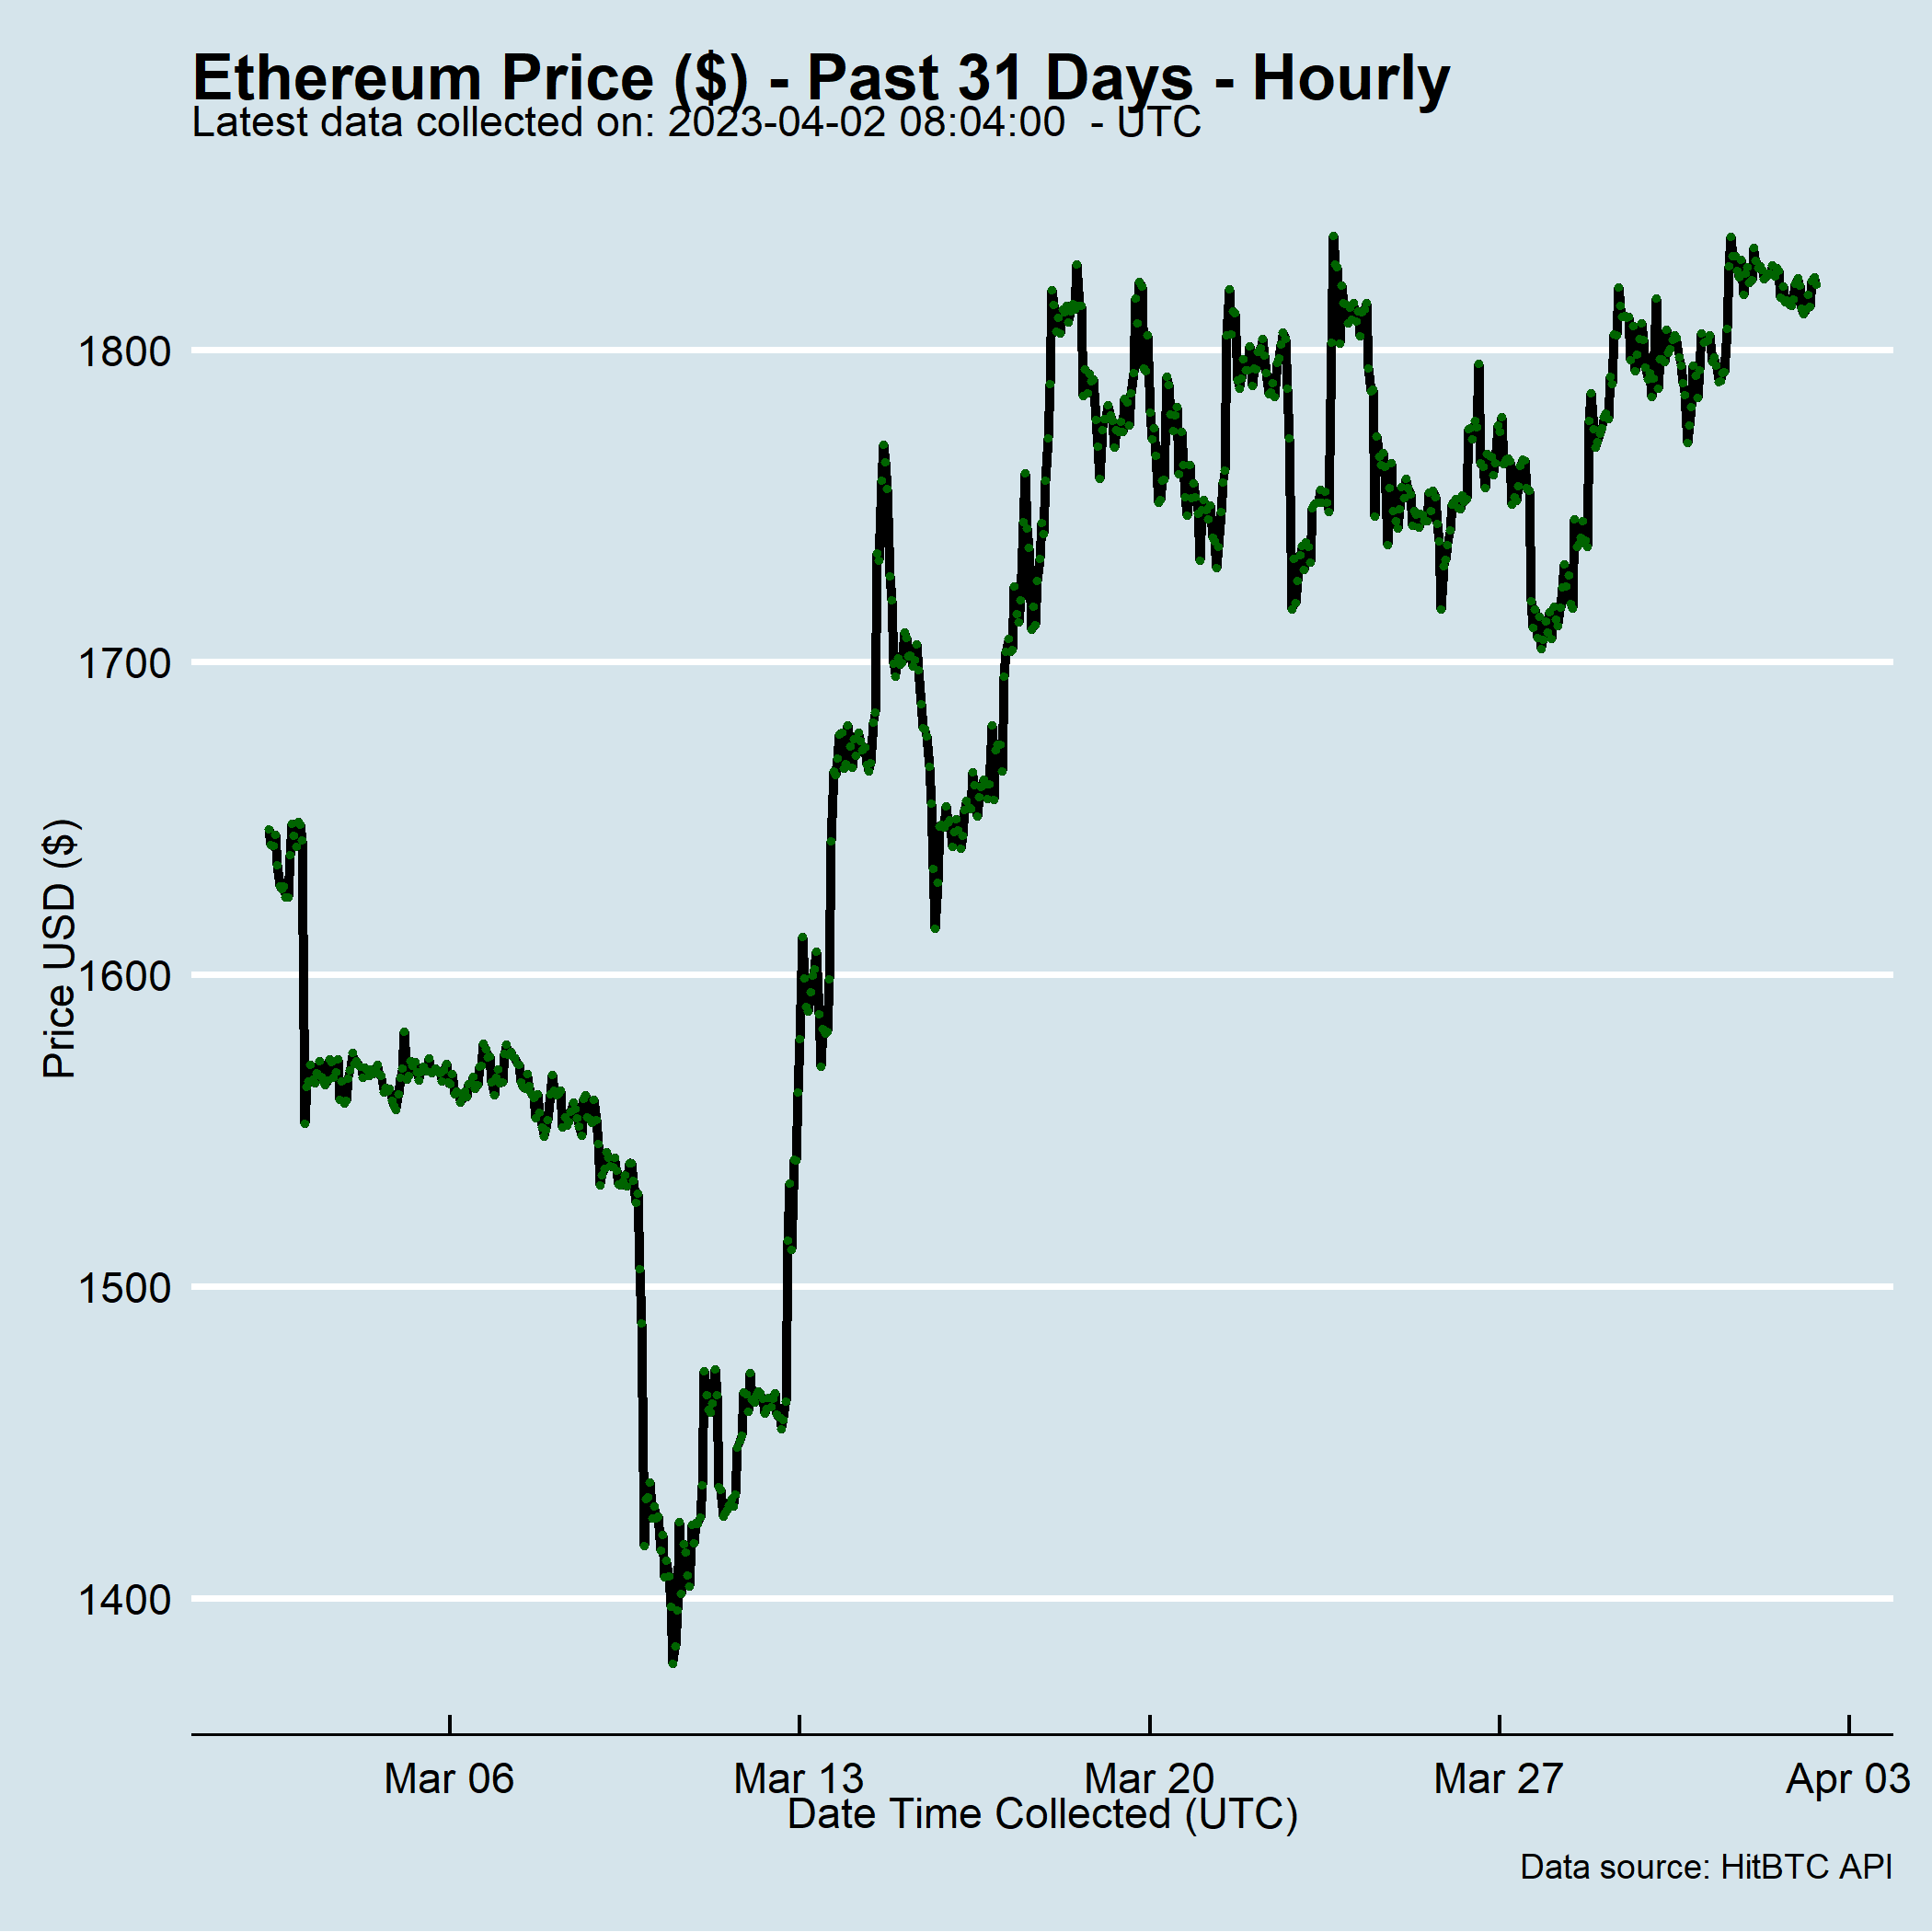 Ethereum Price ($) - Past 31 Days - Hourly
Latest data collected on: 2023-04-02 08:04:00  - UTC
Price USD ($)
1800
1700
1600
1500
1400
Mar 06
Mar 13
Mar 20
Mar 27
Apr 03
Date Time Collected (UTC)
Data source: HitBTC API